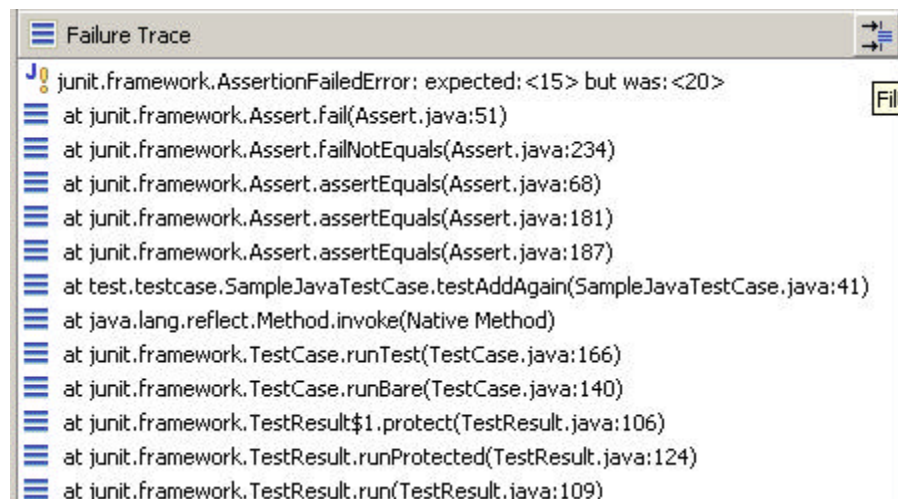 Failure Trace
junit.framework.AssertionFailedError: expected:<15> but was:<20>
at junit.framework.Assert.fail(Assert.java:51)
at junit.framework.Assert.failNotEquals(Assert.java:234)
at junit.framework.Assert.assertEquals(Assert.java:68)
at junit.framework.Assert.assertEquals(Assert.java:181)
at junit.framework.Assert.assertEquals(Assert.java:187)
at test.testcase.SampleJavaTestCase.testAddAgain(SampleJavaTestCase.java:41)
at java.lang.reflect.Method.invoke(Native Method)
at junit.framework.TestCase.runTest(TestCase.java:166)
at junit.framework.TestCase.runBare(TestCase.java:140)
at junit.framework.TestResult$1.protect(TestResult.java:106)
at junit.framework.TestResult.runProtected(TestResult.java:124)
at junit.framework.TestResult.run(TestResult.java:109)